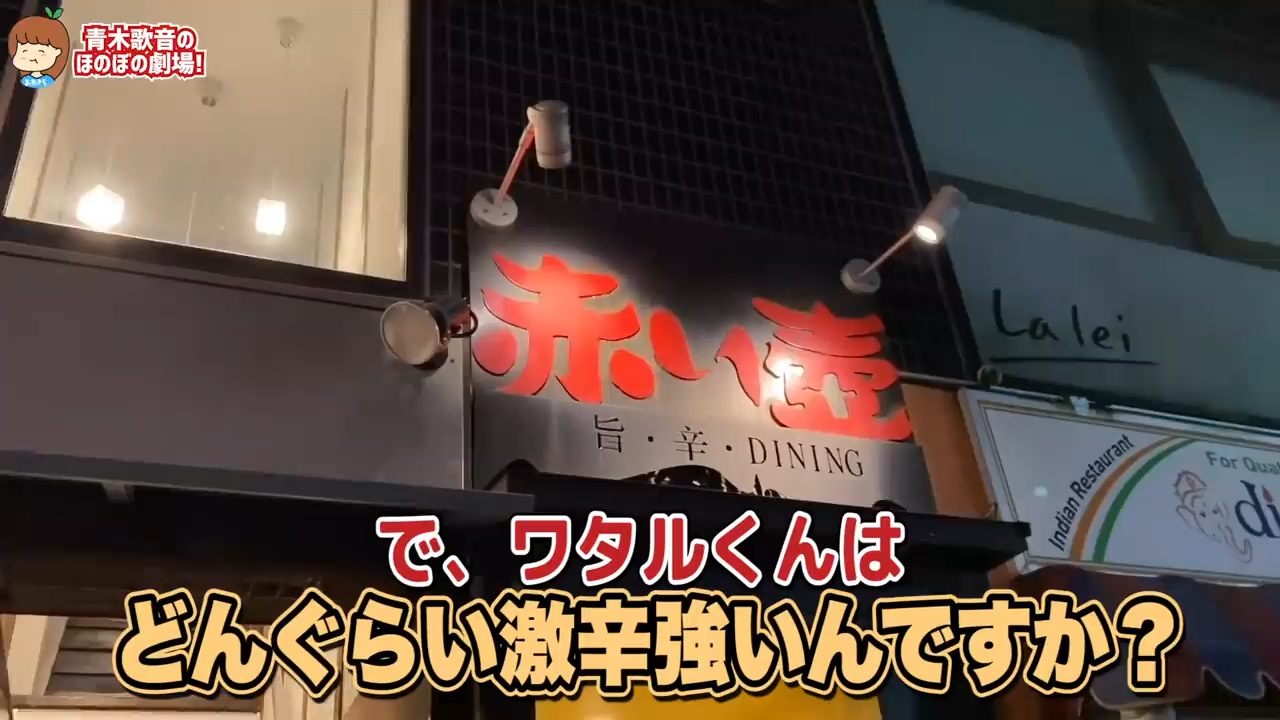 青木歌音の
ほのぼの劇場!
赤い壺
旨・辛・DINING
La lei
Indian Restaurant
For
で、ワタルくんは
どんぐらい激辛強いんですか?